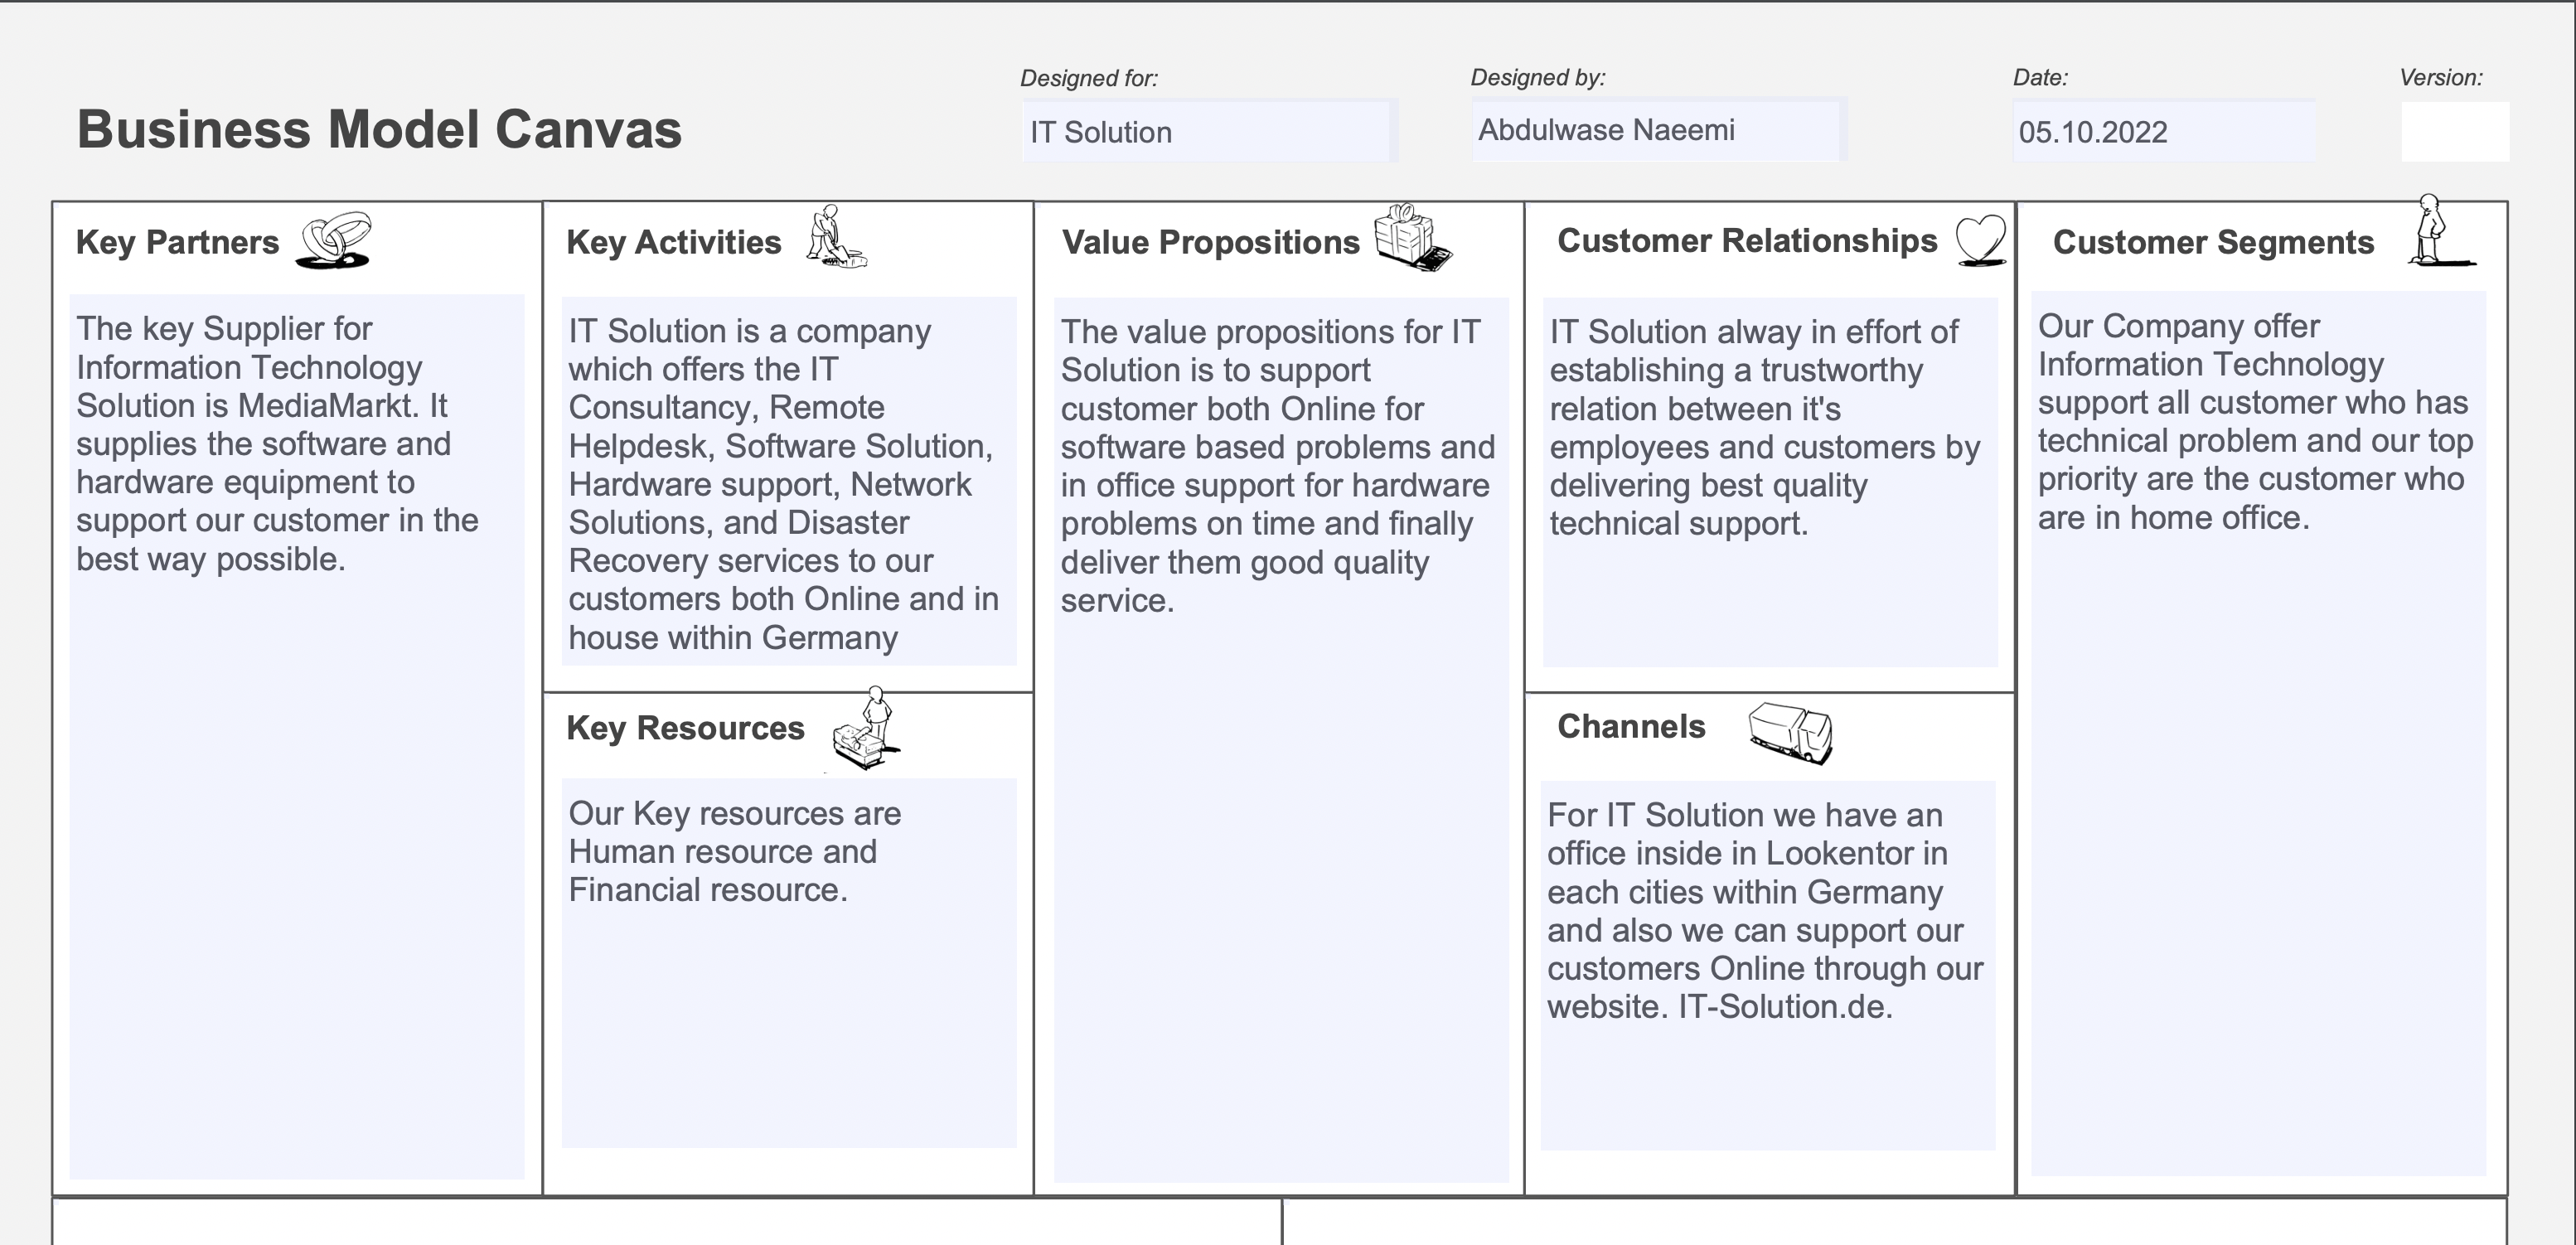 Designed for:
Designed by:
Date:
Version:
Business Model Canvas
IT Solution
Abdulwase Naeemi
05.10.2022
Key Partners
The key Supplier for
Information Technology
Solution is MediaMarkt. It
supplies the software and
hardware equipment to
support our customer in the
best way possible.
Key Activities
IT Solution is a company
which offers the IT
Consultancy, Remote
Helpdesk, Software Solution,
Hardware support, Network
Solutions, and Disaster
Recovery services to our
customers both Online and in
house within Germany
Key Resources
Our Key resources are
Human resource and
Financial resource.
Value Propositions
The value propositions for IT
Solution is to support
customer both Online for
software based problems and
in office support for hardware
problems on time and finally
deliver them good quality
service.
Customer Relationships
IT Solution alway in effort of
establishing a trustworthy
relation between it's
employees and customers by
delivering best quality
technical support.
Channels
For IT Solution we have an
office inside in Lookentor in
each cities within Germany
and also we can support our
customers Online through our
website. IT-Solution.de.
Customer Segments
Our Company offer
Information Technology
support all customer who has
technical problem and our top
priority are the customer who
are in home office.